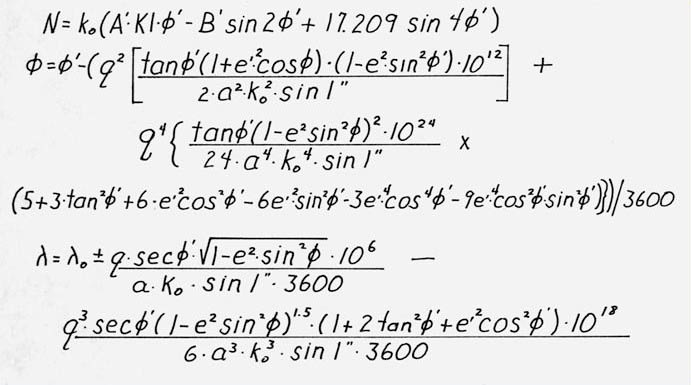 N = k₀(A'·K1·ϕ' - B' sin 2ϕ' + 17.209 sin 4ϕ')
ϕ = ϕ' - (q² [tanϕ'(1+e'²cosϕ)·(1-e²sin²ϕ')·10¹² / 2·a²·k₀²·sin 1"] +
q⁴{ tanϕ'(1-e²sin²ϕ)²·10²⁴ / 24·a⁴·k₀⁴·sin 1" x
(5+3·tan²ϕ'+6·e'²cos²ϕ'-6e'²sin²ϕ'-3e'⁴cos⁴ϕ'-9e'⁴cos²ϕ'sin²ϕ')})/3600
λ = λ₀ ± q·secϕ'·√1-e²·sin²ϕ·10⁶ / a·K₀·sin 1"·3600 —
q³·secϕ'(1-e²sin²ϕ)¹·⁵·(1+2tan²ϕ'+e'²cos²ϕ')·10¹⁸ / 6·a³·k₀³·sin 1"·3600